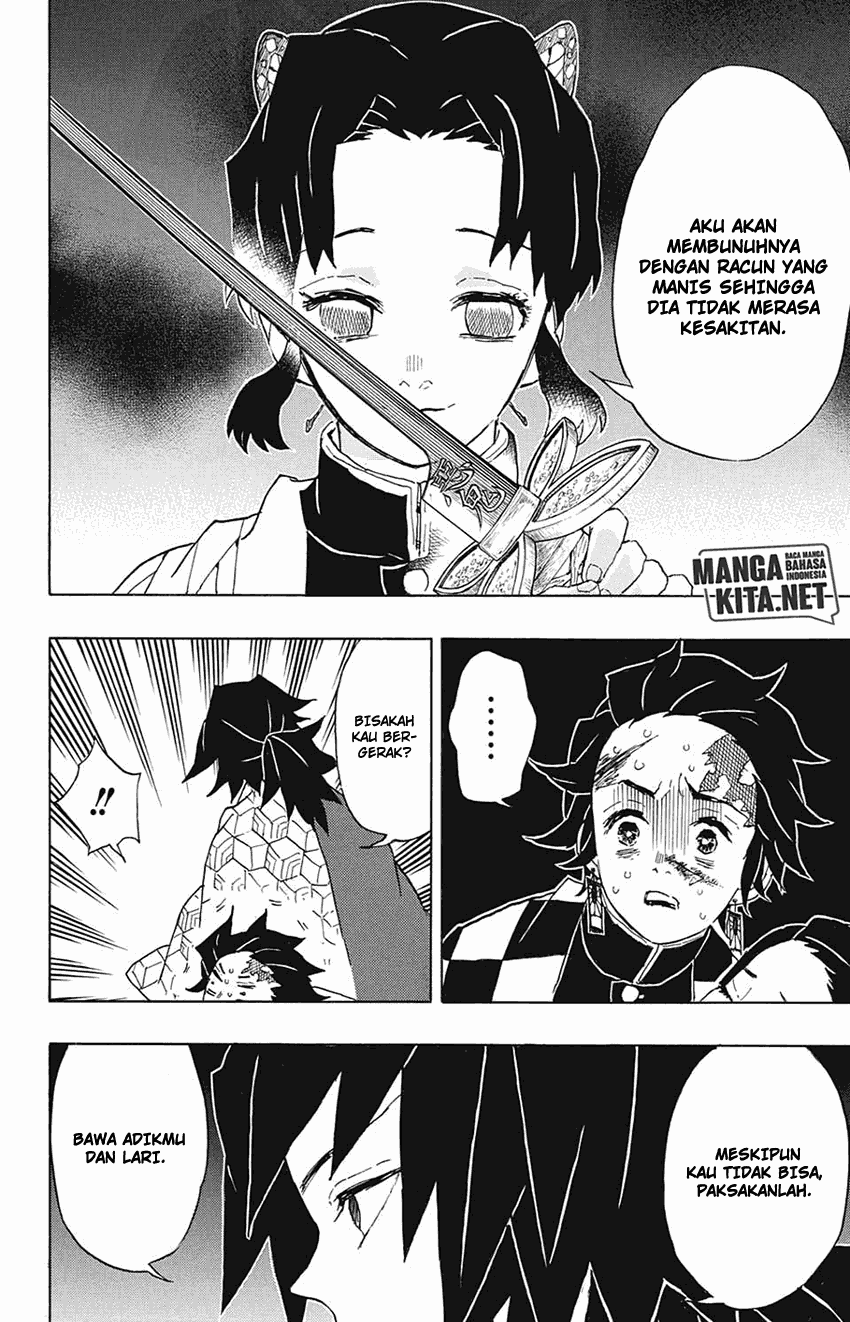 AKU AKAN
MEMBUNUHNYA
DENGAN RACUN YANG
MANIS SEHINGGA
DIA TIDAK MERASA
KESAKITAN.
MANGA
KITA.NET
BACA MANGA
BAHASA
INDONESIA
......
BISAKAH
KAU BER-
GERAK?
!!
MESKIPUN
KAU TIDAK BISA,
PAKSAKANLAH.
BAWA ADIKMU
DAN LARI.